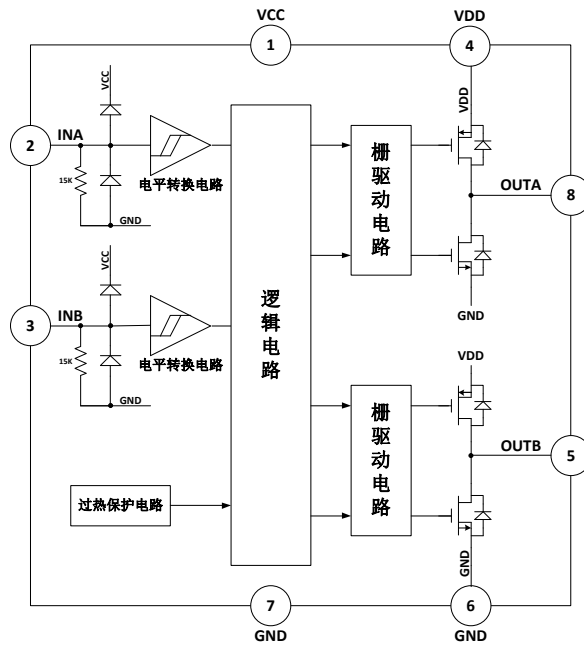 VCC
VDD
1
4
VCC
VDD
2
INA
15K
电平转换电路
GND
栅驱动电路
OUTA
8
VCC
3
INB
15K
电平转换电路
GND
逻辑电路
GND
VDD
栅驱动电路
OUTB
5
过热保护电路
GND
7
6
GND
GND